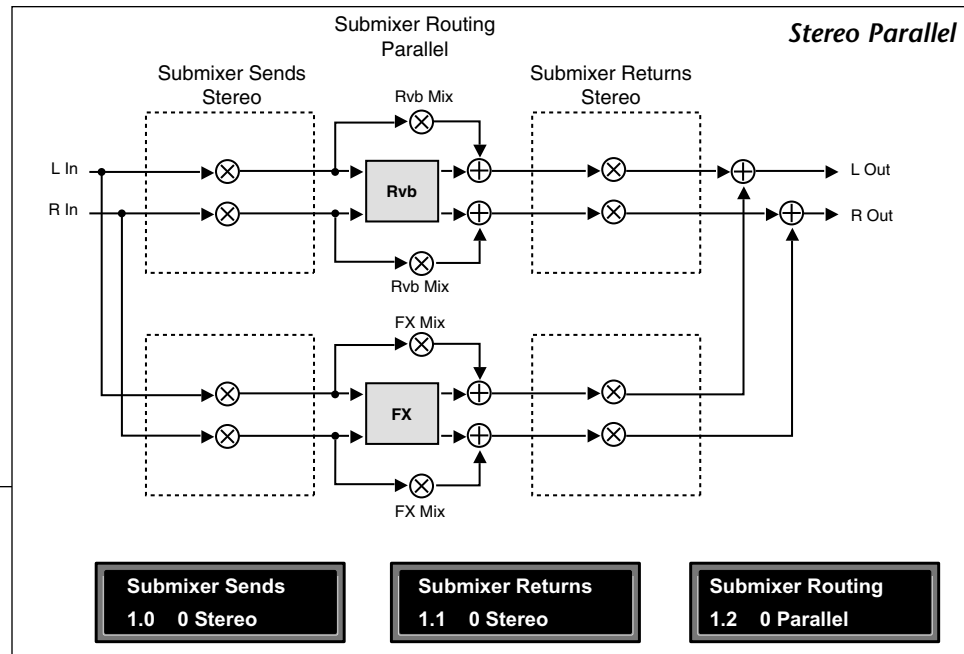 Submixer Routing
Parallel
Stereo Parallel
Submixer Sends
Stereo
Submixer Returns
Stereo
Rvb Mix
L In
Rvb
L Out
R In
R Out
Rvb Mix
FX Mix
FX
FX Mix
Submixer Sends
1.0 0 Stereo
Submixer Returns
1.1 0 Stereo
Submixer Routing
1.2 0 Parallel